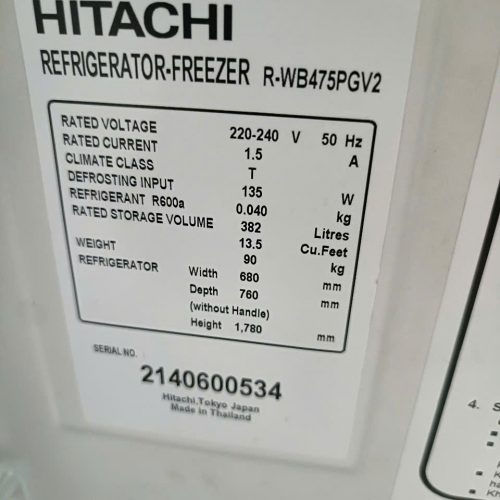 HITACHI
REFRIGERATOR-FREEZER R-WB475PGV2
RATED VOLTAGE 220-240 V 50 Hz
RATED CURRENT 1.5 A
CLIMATE CLASS T
DEFROSTING INPUT 135 W
REFRIGERANT R600a 0.040 kg
RATED STORAGE VOLUME 382 Litres
13.5 Cu.Feet
WEIGHT 90 kg
REFRIGERATOR Width 680 mm
Depth 760 mm
(without Handle)
Height 1,780 mm
SERIAL NO.
2140600534
Hitachi,Tokyo Japan
Made in Thailand
4. S